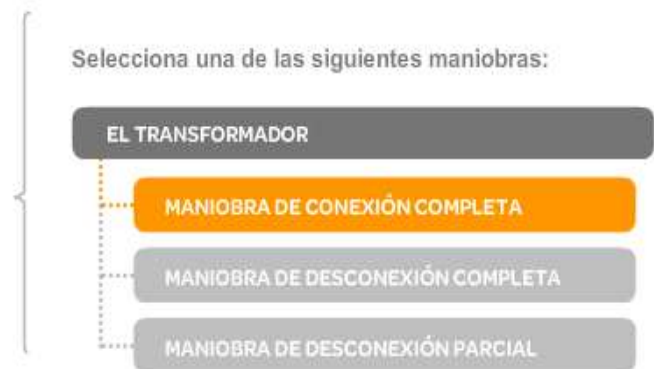 Selecciona una de las siguientes maniobras:
EL TRANSFORMADOR
MANIOBRA DE CONEXIÓN COMPLETA
MANIOBRA DE DESCONEXIÓN COMPLETA
MANIOBRA DE DESCONEXIÓN PARCIAL